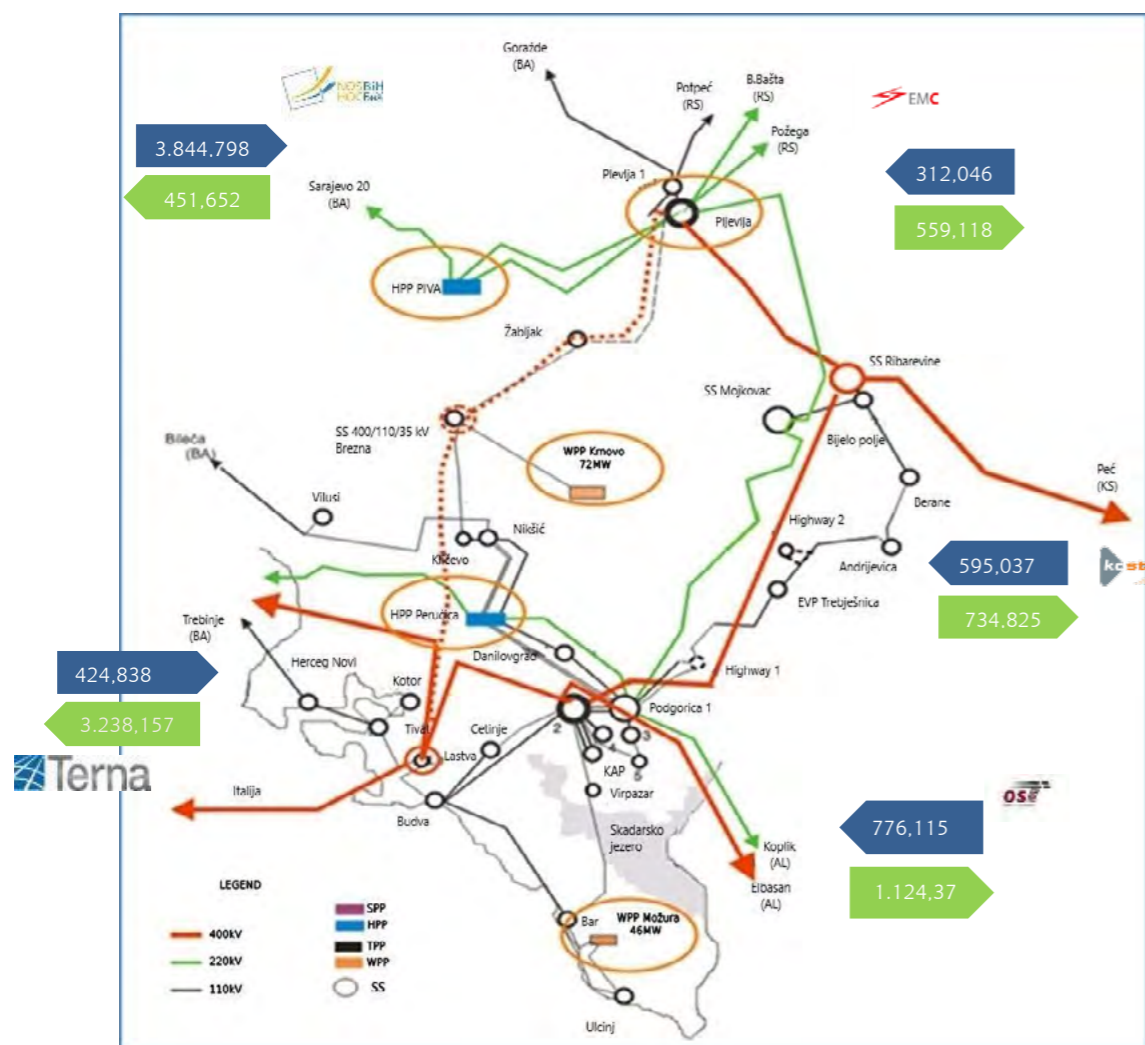 Goražde
(BA)
Potpeć
(RS)
B.Bašta
(RS)
Požega
(RS)
NOSBiH
НОСБиХ
EMC
3.844,798
451,652
312,046
559,118
Sarajevo 20
(BA)
Plevlja 1
Pljevlja
HPP PIVA
Žabljak
SS Ribarevine
SS Mojkovac
Bijelo polje
SS 400/110/35 kV
Brezna
WPP Krnovo
72MW
Bileća
(BA)
Vilusi
Nikšić
Kličevo
Berane
Peć
(KS)
Highway 2
Andrijevica
EVP Trebješnica
595,037
734,825
kost
HPP Perućica
Trebinje
(BA)
Danilovgrad
Highway 1
Herceg Novi
Kotor
424,838
3.238,157
Terna
Tivat
Lastva
Cetinje
Podgorica 1
2
3
4
5
KAP
Virpazar
Italija
Budva
Skadarsko
jezero
Koplik
(AL)
Elbasan
(AL)
OST
776,115
1.124,37
LEGEND
400kV
220kV
110kV
SPP
HPP
TPP
WPP
SS
Bar
WPP Možura
46MW
Ulcinj